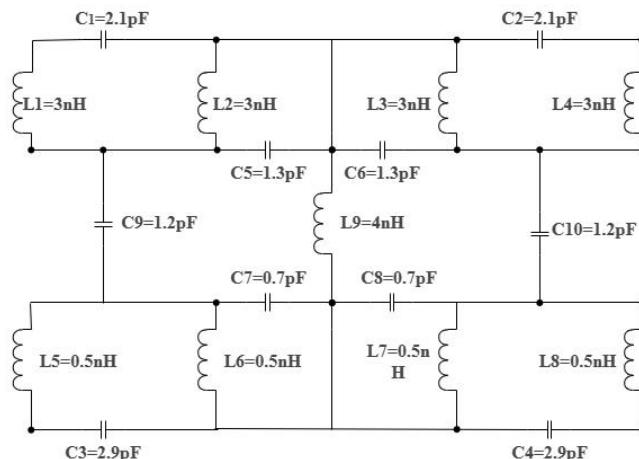 C1=2.1pF
C2=2.1pF
L1=3nH
L2=3nH
L3=3nH
L4=3nH
C5=1.3pF
C6=1.3pF
C9=1.2pF
L9=4nH
C10=1.2pF
C7=0.7pF
C8=0.7pF
L5=0.5nH
L6=0.5nH
L7=0.5n
H
L8=0.5nH
C3=2.9pF
C4=2.9pF